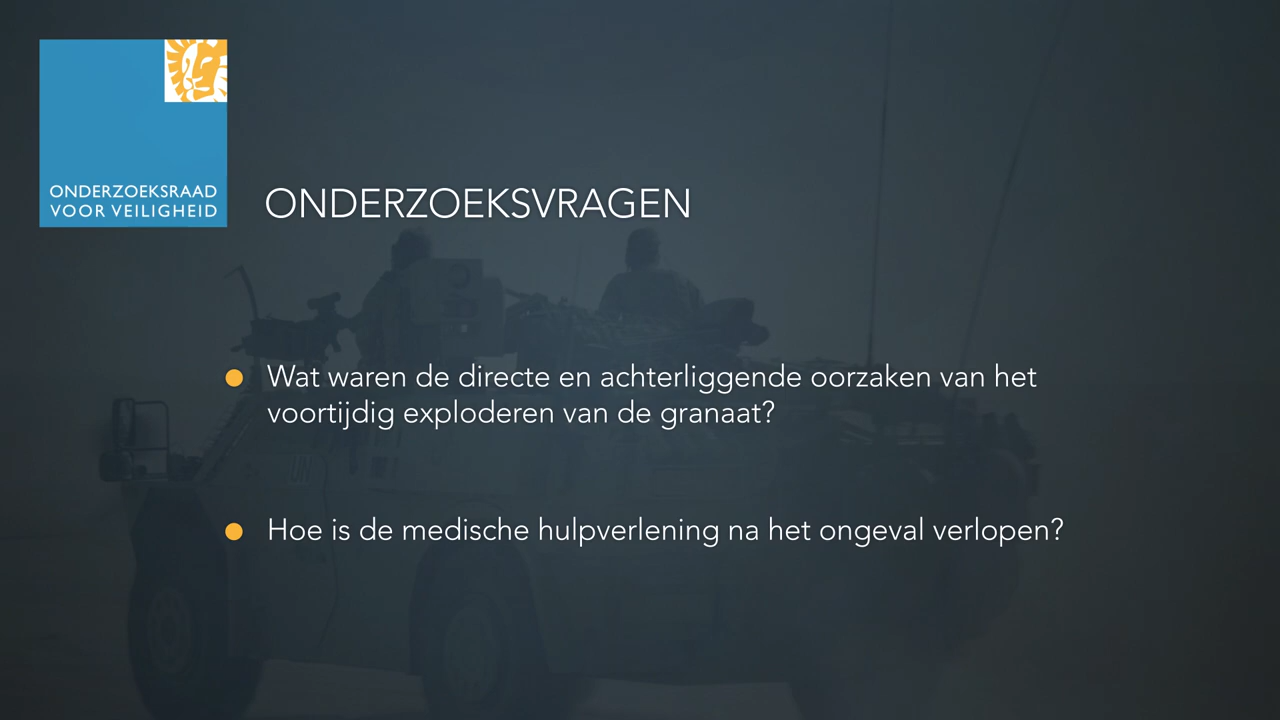 ONDERZOEKSRAAD
VOOR VEILIGHEID
ONDERZOEKSVRAGEN
Wat waren de directe en achterliggende oorzaken van het
voortijdig exploderen van de granaat?
UN
Hoe is de medische hulpverlening na het ongeval verlopen?